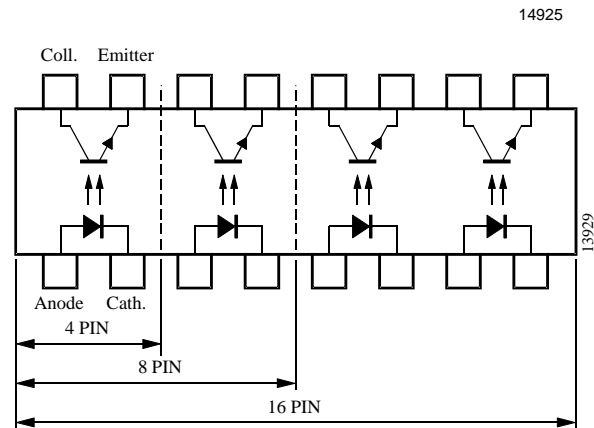 14925
Coll. Emitter
13929
Anode Cath.
4 PIN
8 PIN
16 PIN